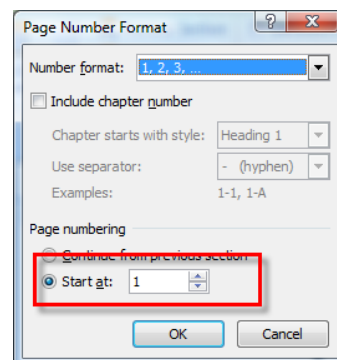 Page Number Format
Number format: 1, 2, 3, ...
Include chapter number
Chapter starts with style: Heading 1
Use separator: - (hyphen)
Examples: 1-1, 1-A
Page numbering
Continue from previous section
Start at: 1
OK Cancel